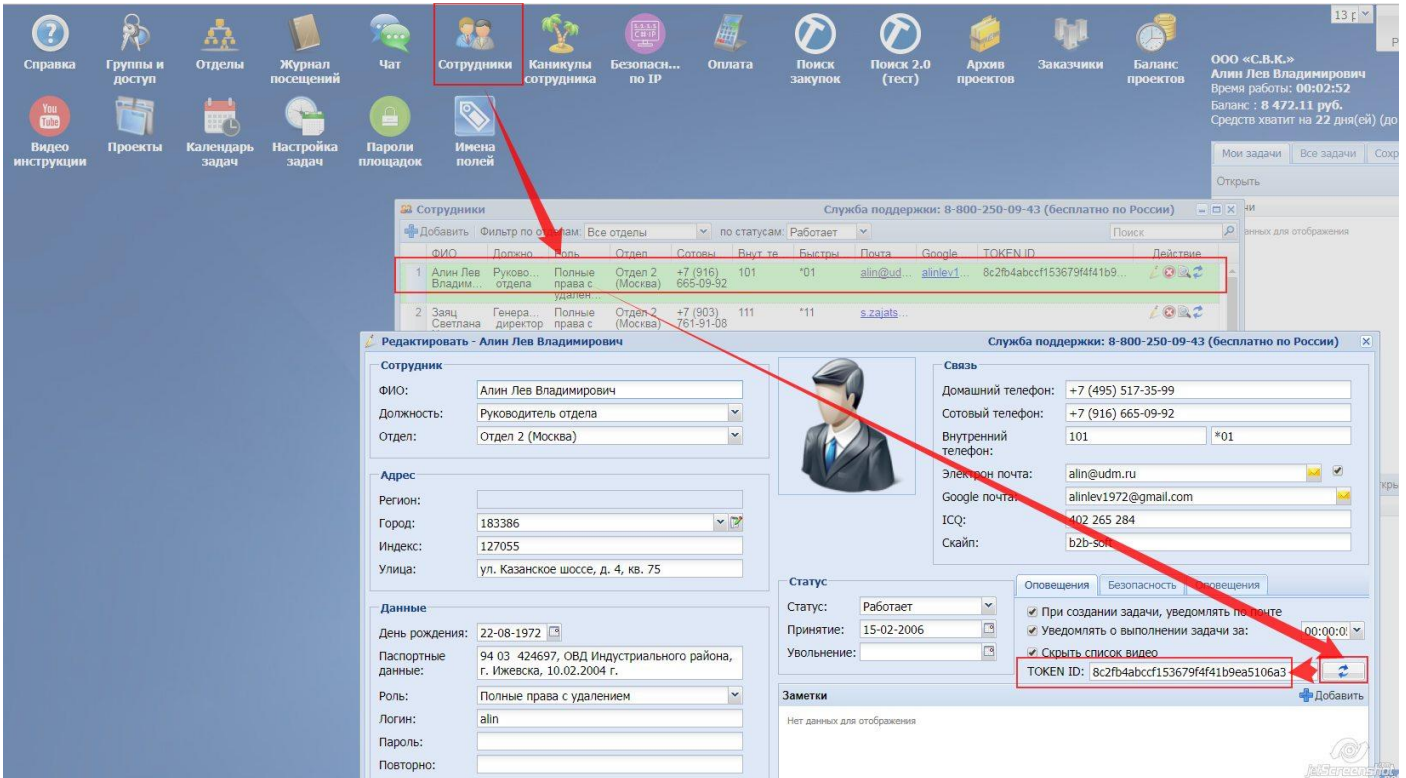 13 р
Справка
Группы и доступ
Отделы
Журнал посещений
Чат
Сотрудники
Каникулы сотрудника
Безопасн... по IP
Оплата
Поиск закупок
Поиск 2.0 (тест)
Архив проектов
Заказчики
Баланс проектов
ООО «С.В.К.»
Алин Лев Владимирович
Время работы: 00:02:52
Баланс : 8 472.11 руб.
Средств хватит на 22 дня(ей) (до
You Tube
Видео инструкции
Проекты
Календарь задач
Настройка задач
Пароли площадок
Имена полей
Мои задачи Все задачи Сохр
Открыть
Сотрудники Служба поддержки: 8-800-250-09-43 (бесплатно по России)
Добавить Фильтр по отделам: Все отделы по статусам: Работает Поиск
анных для отображения
ФИО Должно... Роль Отдел Сотовы Внут. те Быстры Почта Google TOKEN ID Действие
1 Алин Лев Владим... Руково... отдела Полные права с удален... Отдел 2 (Москва) +7 (916) 665-09-92 101 *01 alin@ud... alinlev1... 8c2fb4abccf153679f4f41b9...
2 Заяц Светлана Генера... директор Полные права с Отдел 2 (Москва) +7 (903) 761-91-08 111 *11 s.zajats...
Редактировать - Алин Лев Владимирович Служба поддержки: 8-800-250-09-43 (бесплатно по России)
Сотрудник
ФИО: Алин Лев Владимирович
Должность: Руководитель отдела
Отдел: Отдел 2 (Москва)
Адрес
Регион:
Город: 183386
Индекс: 127055
Улица: ул. Казанское шоссе, д. 4, кв. 75
Данные
День рождения: 22-08-1972
Паспортные данные: 94 03 424697, ОВД Индустриального района, г. Ижевска, 10.02.2004 г.
Роль: Полные права с удалением
Логин: alin
Пароль:
Повторно:
Связь
Домашний телефон: +7 (495) 517-35-99
Сотовый телефон: +7 (916) 665-09-92
Внутренний телефон: 101 *01
Электрон почта: alin@udm.ru
Google почта: alinlev1972@gmail.com
ICQ: 402 265 284
Скайп: b2b-soft
Статус
Статус: Работает
Принятие: 15-02-2006
Увольнение:
Оповещения Безопасность Оповещения
При создании задачи, уведомлять по почте
Уведомлять о выполнении задачи за: 00:00:0
Скрыть список видео
TOKEN ID: 8c2fb4abccf153679f4f41b9ea5106a3
Заметки Добавить
Нет данных для отображения
jetScreenshot